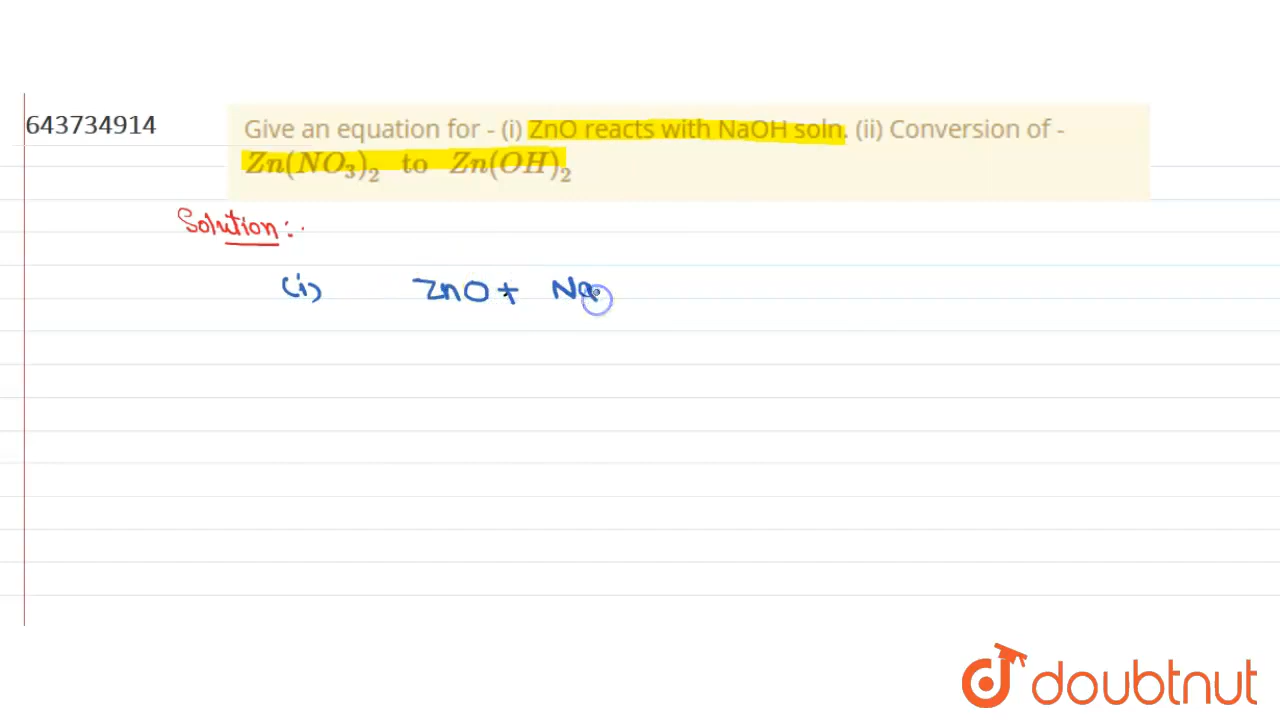 643734914
Give an equation for - (i) ZnO reacts with NaOH soln. (ii) Conversion of -
Zn(NO₃)₂ to Zn(OH)₂
Solution :.
(i) ZnO + Na
doubtnut